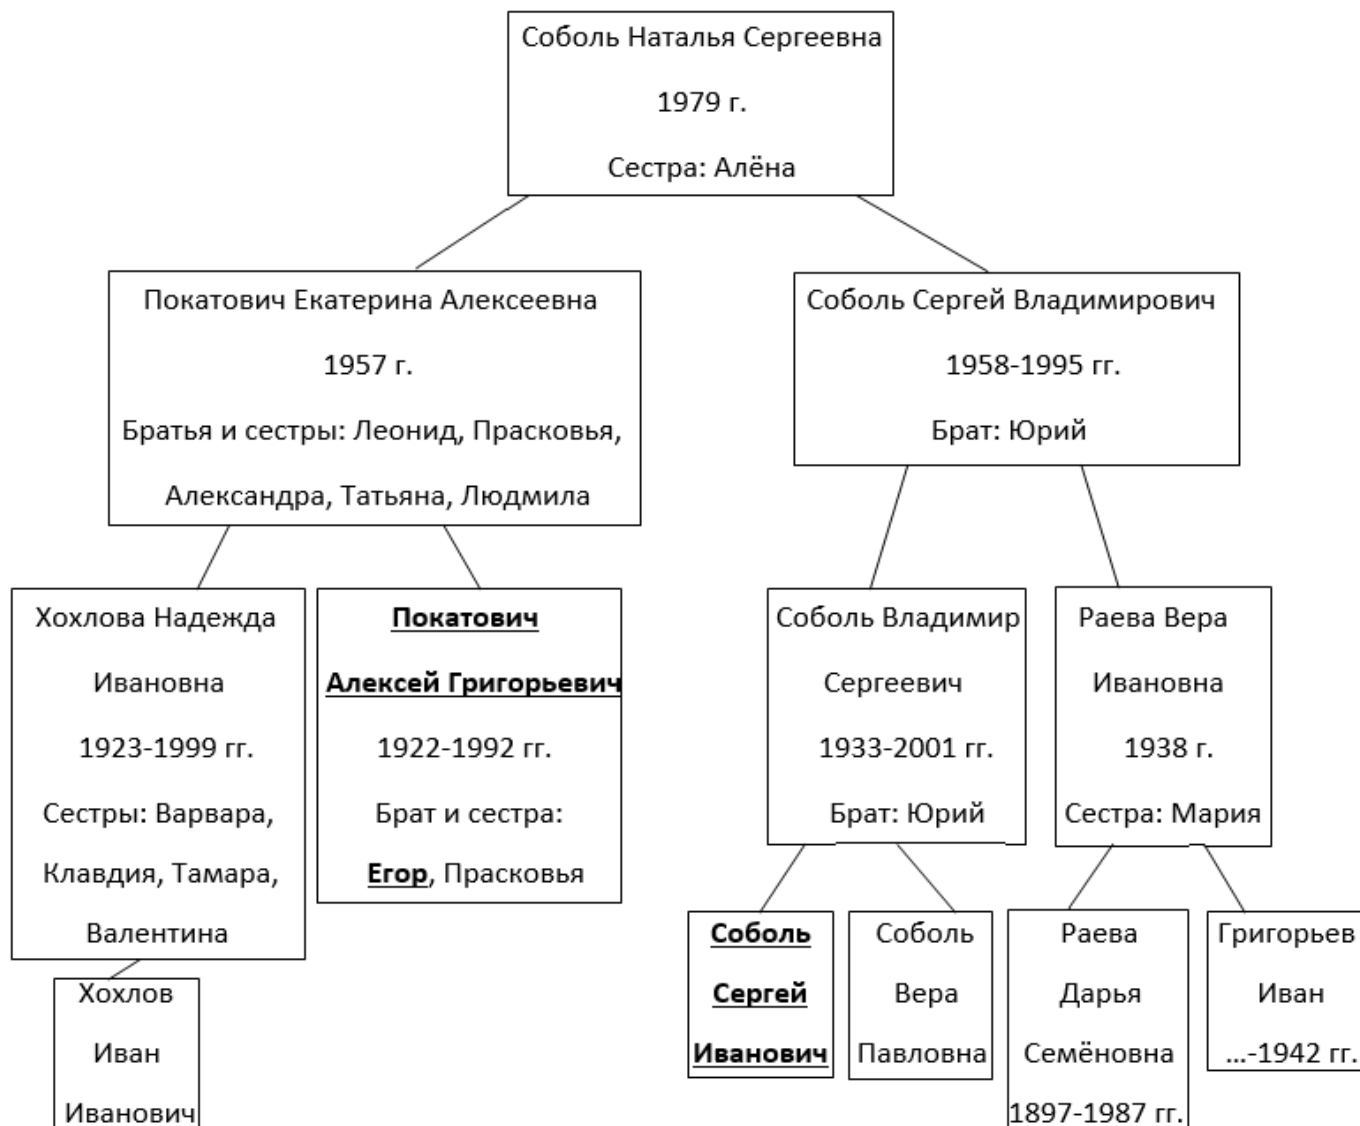 Соболь Наталья Сергеевна
1979 г.
Сестра: Алёна
Покатович Екатерина Алексеевна
1957 г.
Братья и сестры: Леонид, Прасковья,
Александра, Татьяна, Людмила
Соболь Сергей Владимирович
1958-1995 гг.
Брат: Юрий
Хохлова Надежда
Ивановна
1923-1999 гг.
Сестры: Варвара,
Клавдия, Тамара,
Валентина
Покатович
Алексей Григорьевич
1922-1992 гг.
Брат и сестра:
Егор, Прасковья
Соболь Владимир
Сергеевич
1933-2001 гг.
Брат: Юрий
Раева Вера
Ивановна
1938 г.
Сестра: Мария
Хохлов
Иван
Иванович
Соболь
Сергей
Иванович
Соболь
Вера
Павловна
Раева
Дарья
Семёновна
1897-1987 гг.
Григорьев
Иван
...-1942 гг.